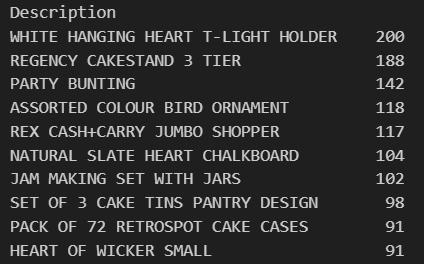 Description
WHITE HANGING HEART T-LIGHT HOLDER 200
REGENCY CAKESTAND 3 TIER 188
PARTY BUNTING 142
ASSORTED COLOUR BIRD ORNAMENT 118
REX CASH+CARRY JUMBO SHOPPER 117
NATURAL SLATE HEART CHALKBOARD 104
JAM MAKING SET WITH JARS 102
SET OF 3 CAKE TINS PANTRY DESIGN 98
PACK OF 72 RETROSPOT CAKE CASES 91
HEART OF WICKER SMALL 91